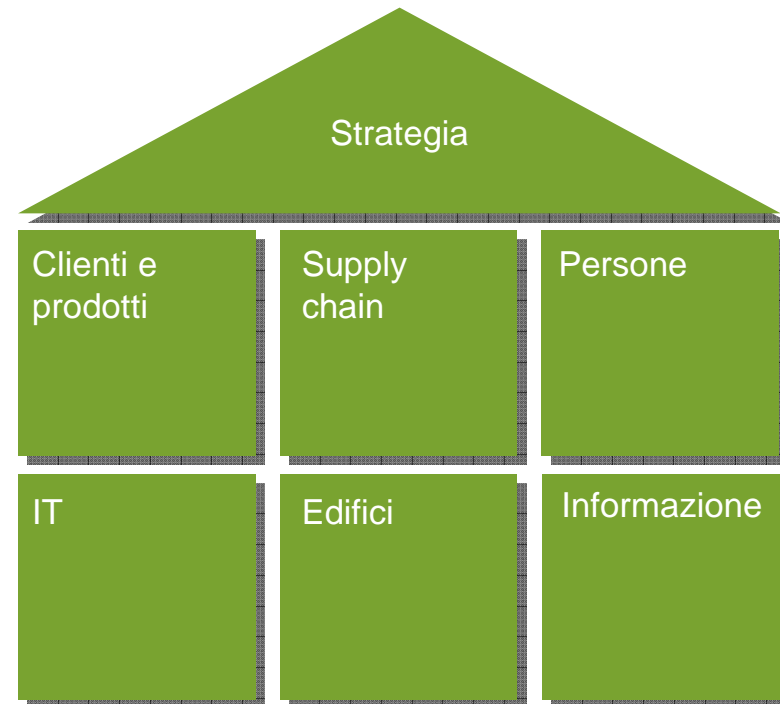 Strategia
Clienti e
prodotti
Supply
chain
Persone
IT
Edifici
Informazione